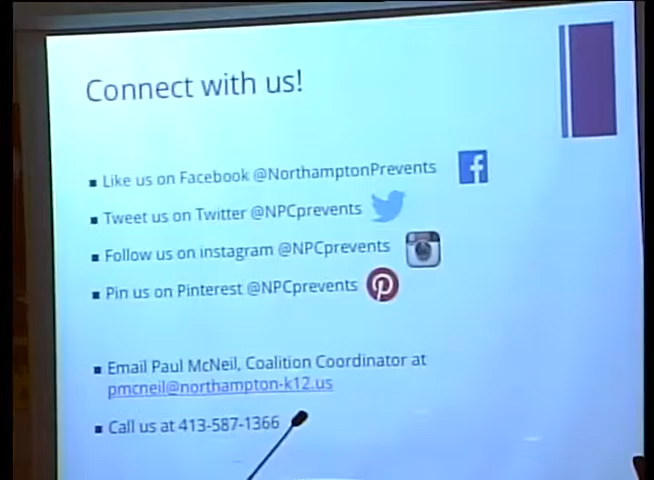 Connect with us!
Like us on Facebook @NorthamptonPrevents
Tweet us on Twitter @NPCprevents
Follow us on instagram @NPCprevents
Pin us on Pinterest @NPCprevents
Email Paul McNeil, Coalition Coordinator at
pmcneil@northampton-k12.us
Call us at 413-587-1366